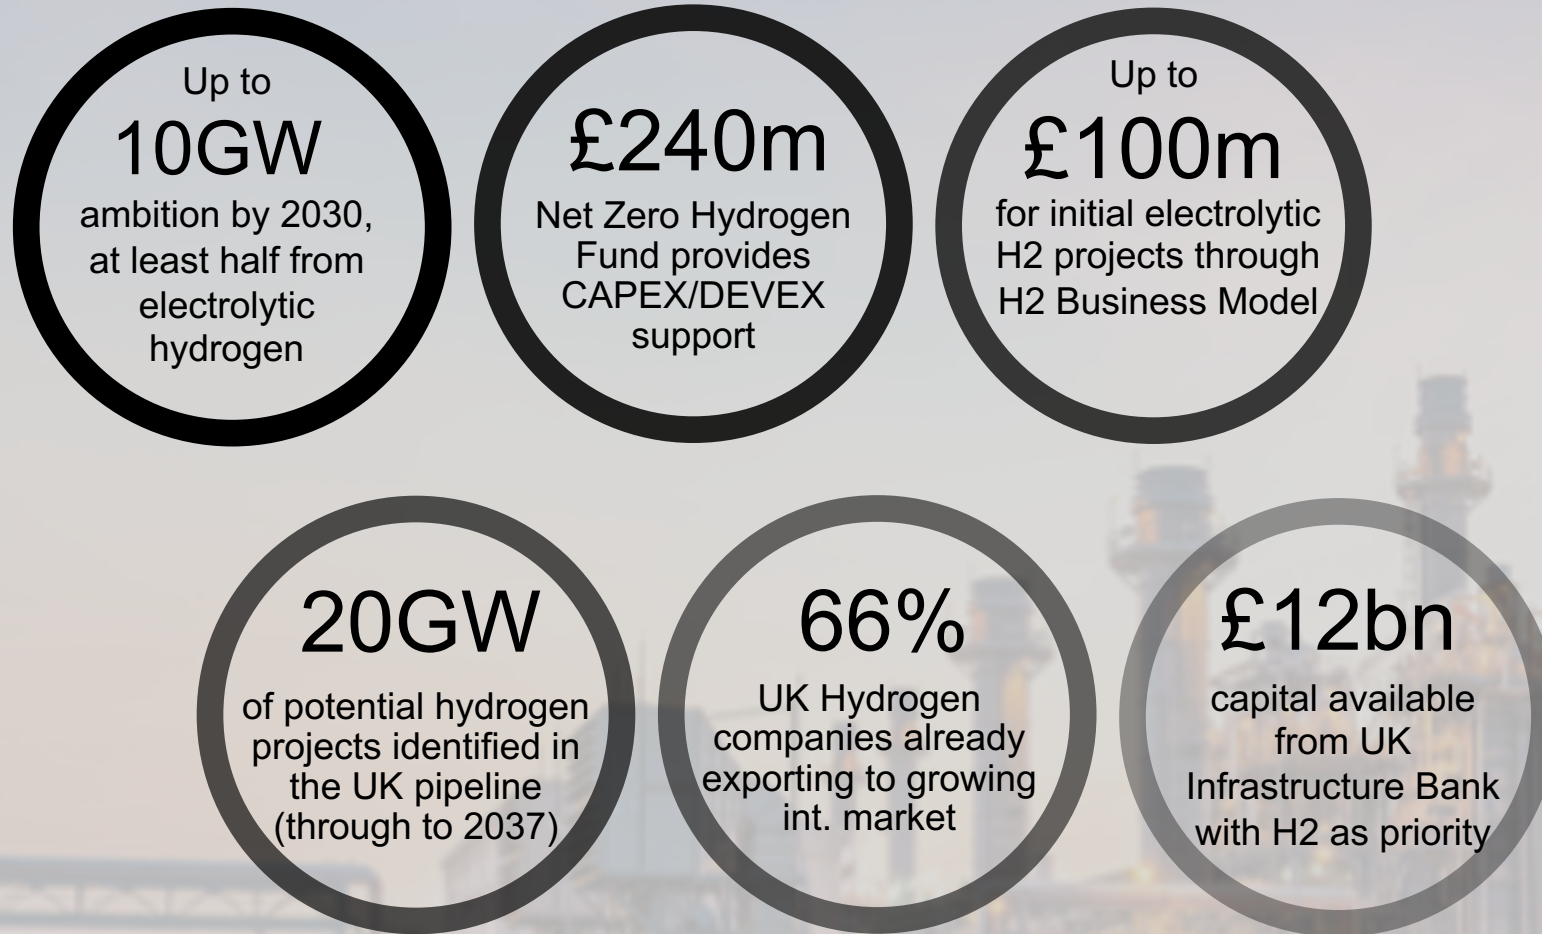 Up to
10GW
ambition by 2030,
at least half from
electrolytic
hydrogen
£240m
Net Zero Hydrogen
Fund provides
CAPEX/DEVEX
support
Up to
£100m
for initial electrolytic
H2 projects through
H2 Business Model
20GW
of potential hydrogen
projects identified in
the UK pipeline
(through to 2037)
66%
UK Hydrogen
companies already
exporting to growing
int. market
£12bn
capital available
from UK
Infrastructure Bank
with H2 as priority